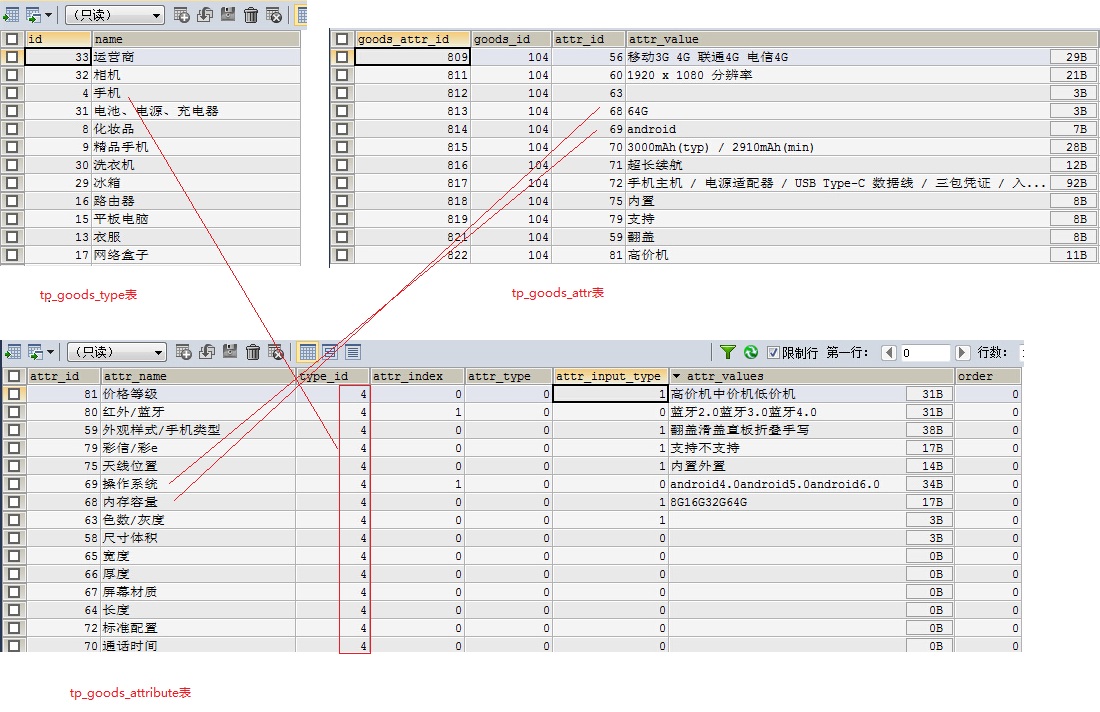 （只读）
id name
33 运营商
32 相机
4 手机
31 电池、电源、充电器
8 化妆品
9 精品手机
30 洗衣机
29 冰箱
16 路由器
15 平板电脑
13 衣服
17 网络盒子
tp_goods_type表
goods_attr_id goods_id attr_id attr_value
809 104 56 移动3G 4G 联通4G 电信4G 29B
811 104 60 1920 x 1080 分辨率 21B
812 104 63 3B
813 104 68 64G 3B
814 104 69 android 7B
815 104 70 3000mAh(typ) / 2910mAh(min) 28B
816 104 71 超长续航 12B
817 104 72 手机主机 / 电源适配器 / USB Type-C 数据线 / 三包凭证 / 入... 92B
818 104 75 内置 8B
819 104 79 支持 8B
821 104 59 翻盖 8B
822 104 81 高价机 11B
tp_goods_attr表
（只读） 限制行 第一行: 0 行数:
attr_id attr_name type_id attr_index attr_type attr_input_type attr_values order
81 价格等级 4 0 0 1 高价机中价机低价机 31B 0
80 红外/蓝牙 4 1 0 0 蓝牙2.0蓝牙3.0蓝牙4.0 31B 0
59 外观样式/手机类型 4 0 0 1 翻盖滑盖直板折叠手写 38B 0
79 彩信/彩e 4 0 0 1 支持不支持 17B 0
75 天线位置 4 0 0 1 内置外置 14B 0
69 操作系统 4 1 0 0 android4.0android5.0android6.0 34B 0
68 内存容量 4 0 0 1 8G16G32G64G 17B 0
63 色数/灰度 4 0 0 1 3B 0
58 尺寸体积 4 0 0 0 3B 0
65 宽度 4 0 0 0 0B 0
66 厚度 4 0 0 0 0B 0
67 屏幕材质 4 0 0 0 0B 0
64 长度 4 0 0 0 0B 0
72 标准配置 4 0 0 0 0B 0
70 通话时间 4 0 0 0 0B 0
tp_goods_attribute表